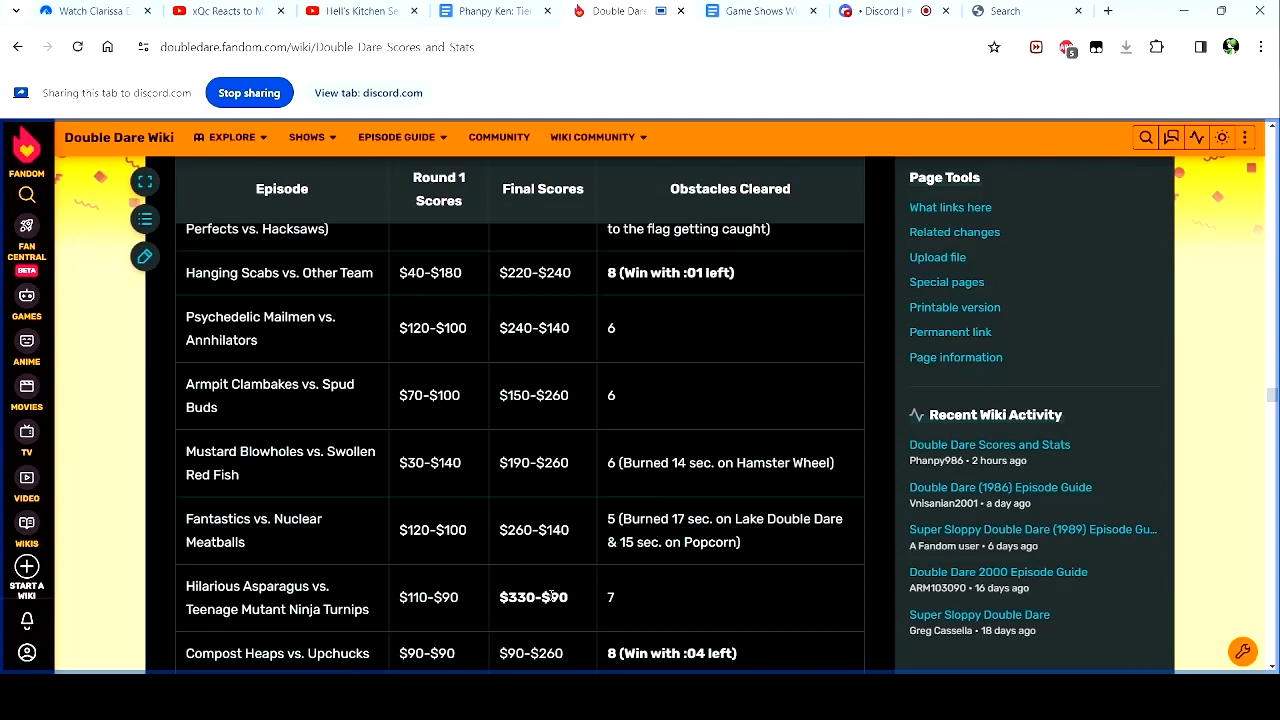 Watch Clarissa E
xQc Reacts to M
Hell's Kitchen Se
Phanpy Ken: Tier
Double Dare
Game Shows W
• Discord | #
Search
doubledare.fandom.com/wiki/Double_Dare_Scores_and_Stats
5
Sharing this tab to discord.com
Stop sharing
View tab: discord.com
FANDOM
FAN CENTRAL
BETA
GAMES
ANIME
MOVIES
TV
VIDEO
WIKIS
START A WIKI
Double Dare Wiki
EXPLORE
SHOWS
EPISODE GUIDE
COMMUNITY
WIKI COMMUNITY
Episode
Round 1 Scores
Final Scores
Obstacles Cleared
Perfects vs. Hacksaws)
to the flag getting caught)
Hanging Scabs vs. Other Team
$40-$180
$220-$240
8 (Win with :01 left)
Psychedelic Mailmen vs.
Annhilators
$120-$100
$240-$140
6
Armpit Clambakes vs. Spud
Buds
$70-$100
$150-$260
6
Mustard Blowholes vs. Swollen
Red Fish
$30-$140
$190-$260
6 (Burned 14 sec. on Hamster Wheel)
Fantastics vs. Nuclear
Meatballs
$120-$100
$260-$140
5 (Burned 17 sec. on Lake Double Dare
& 15 sec. on Popcorn)
Hilarious Asparagus vs.
Teenage Mutant Ninja Turnips
$110-$90
$330-$90
7
Compost Heaps vs. Upchucks
$90-$90
$90-$260
8 (Win with :04 left)
Page Tools
What links here
Related changes
Upload file
Special pages
Printable version
Permanent link
Page information
Recent Wiki Activity
Double Dare Scores and Stats
Phanpy986 • 2 hours ago
Double Dare (1986) Episode Guide
Vnisanian2001 • a day ago
Super Sloppy Double Dare (1989) Episode Gu...
A Fandom user • 6 days ago
Double Dare 2000 Episode Guide
ARM103090 • 16 days ago
Super Sloppy Double Dare
Greg Cassella • 18 days ago